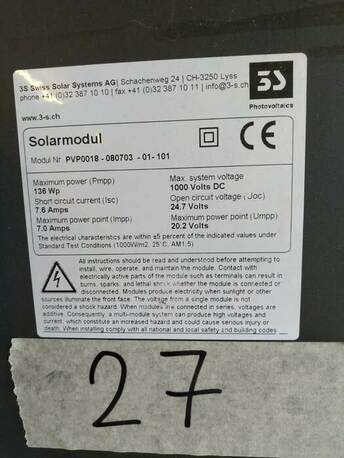 3S Swiss Solar Systems AG| Schachenweg 24 | CH-3250 Lyss
phone +41 (0)32 387 10 10 | fax +41 (0)32 387 10 11 | info@3-s.ch
www.3-s.ch
3S
Photovoltaics
Solarmodul
CE
Modul Nr. PVP0018 - 080703 - 01- 101
Maximum power (Pmpp)
136 Wp
Short circuit current (Isc)
7.6 Amps
Maximum power point (Impp)
7.0 Amps
Max. system voltage
1000 Volts DC
Open circuit voltage (Joc)
24.7 Volts
Maximum power point (Umpp)
20.2 Volts
The electrical characteristics are within ±5 percent of the indicated values under
Standard Test Conditions (1000W/m2, 25°C, AM1.5)
All instructions should be read and understood before attempting to
install, wire, operate, and maintain the module. Contact with
electrically active parts of the module such as terminals can result in
burns, sparks, and lethal shock whether the module is connected or
disconnected. Modules produce electricity when sunlight or other
sources illuminate the front face. The voltage from a single module is not
considered a shock hazard. When modules are connected in series, voltages are
additive. Consequently, a multi-module system can produce high voltages and
current, which constitute an increased hazard and could cause serious injury or
death. When installing comply with all national safety and building codes
27